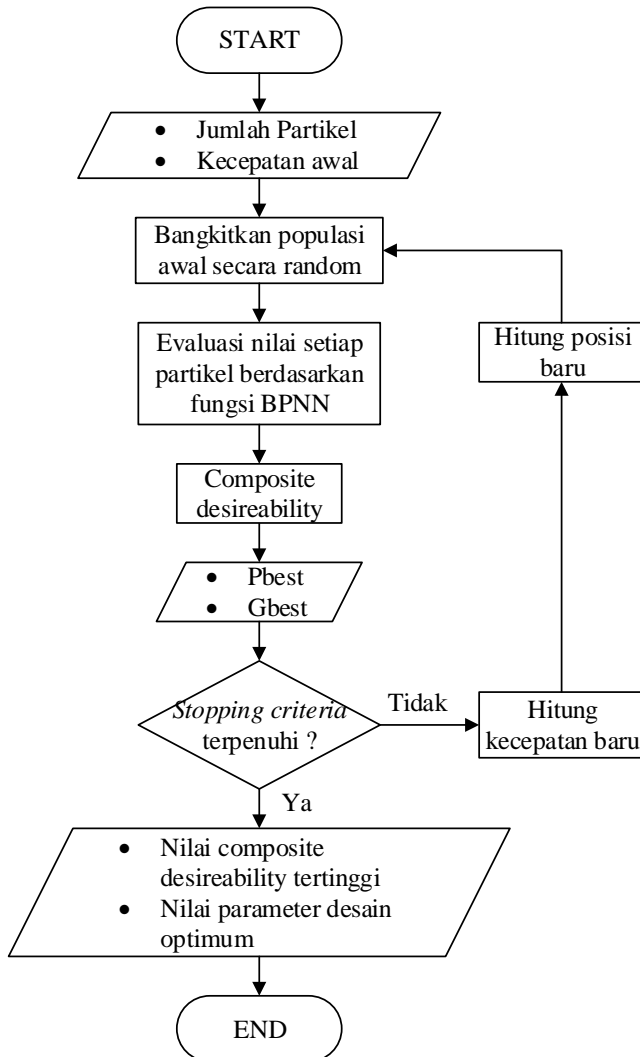 START
• Jumlah Partikel
• Kecepatan awal
Bangkitkan populasi
awal secara random
Evaluasi nilai setiap
partikel berdasarkan
fungsi BPNN
Hitung posisi
baru
Composite
desireability
• Pbest
• Gbest
Stopping criteria
terpenuhi ?
Tidak
Hitung
kecepatan baru
Ya
• Nilai composite
desireability tertinggi
• Nilai parameter desain
optimum
END